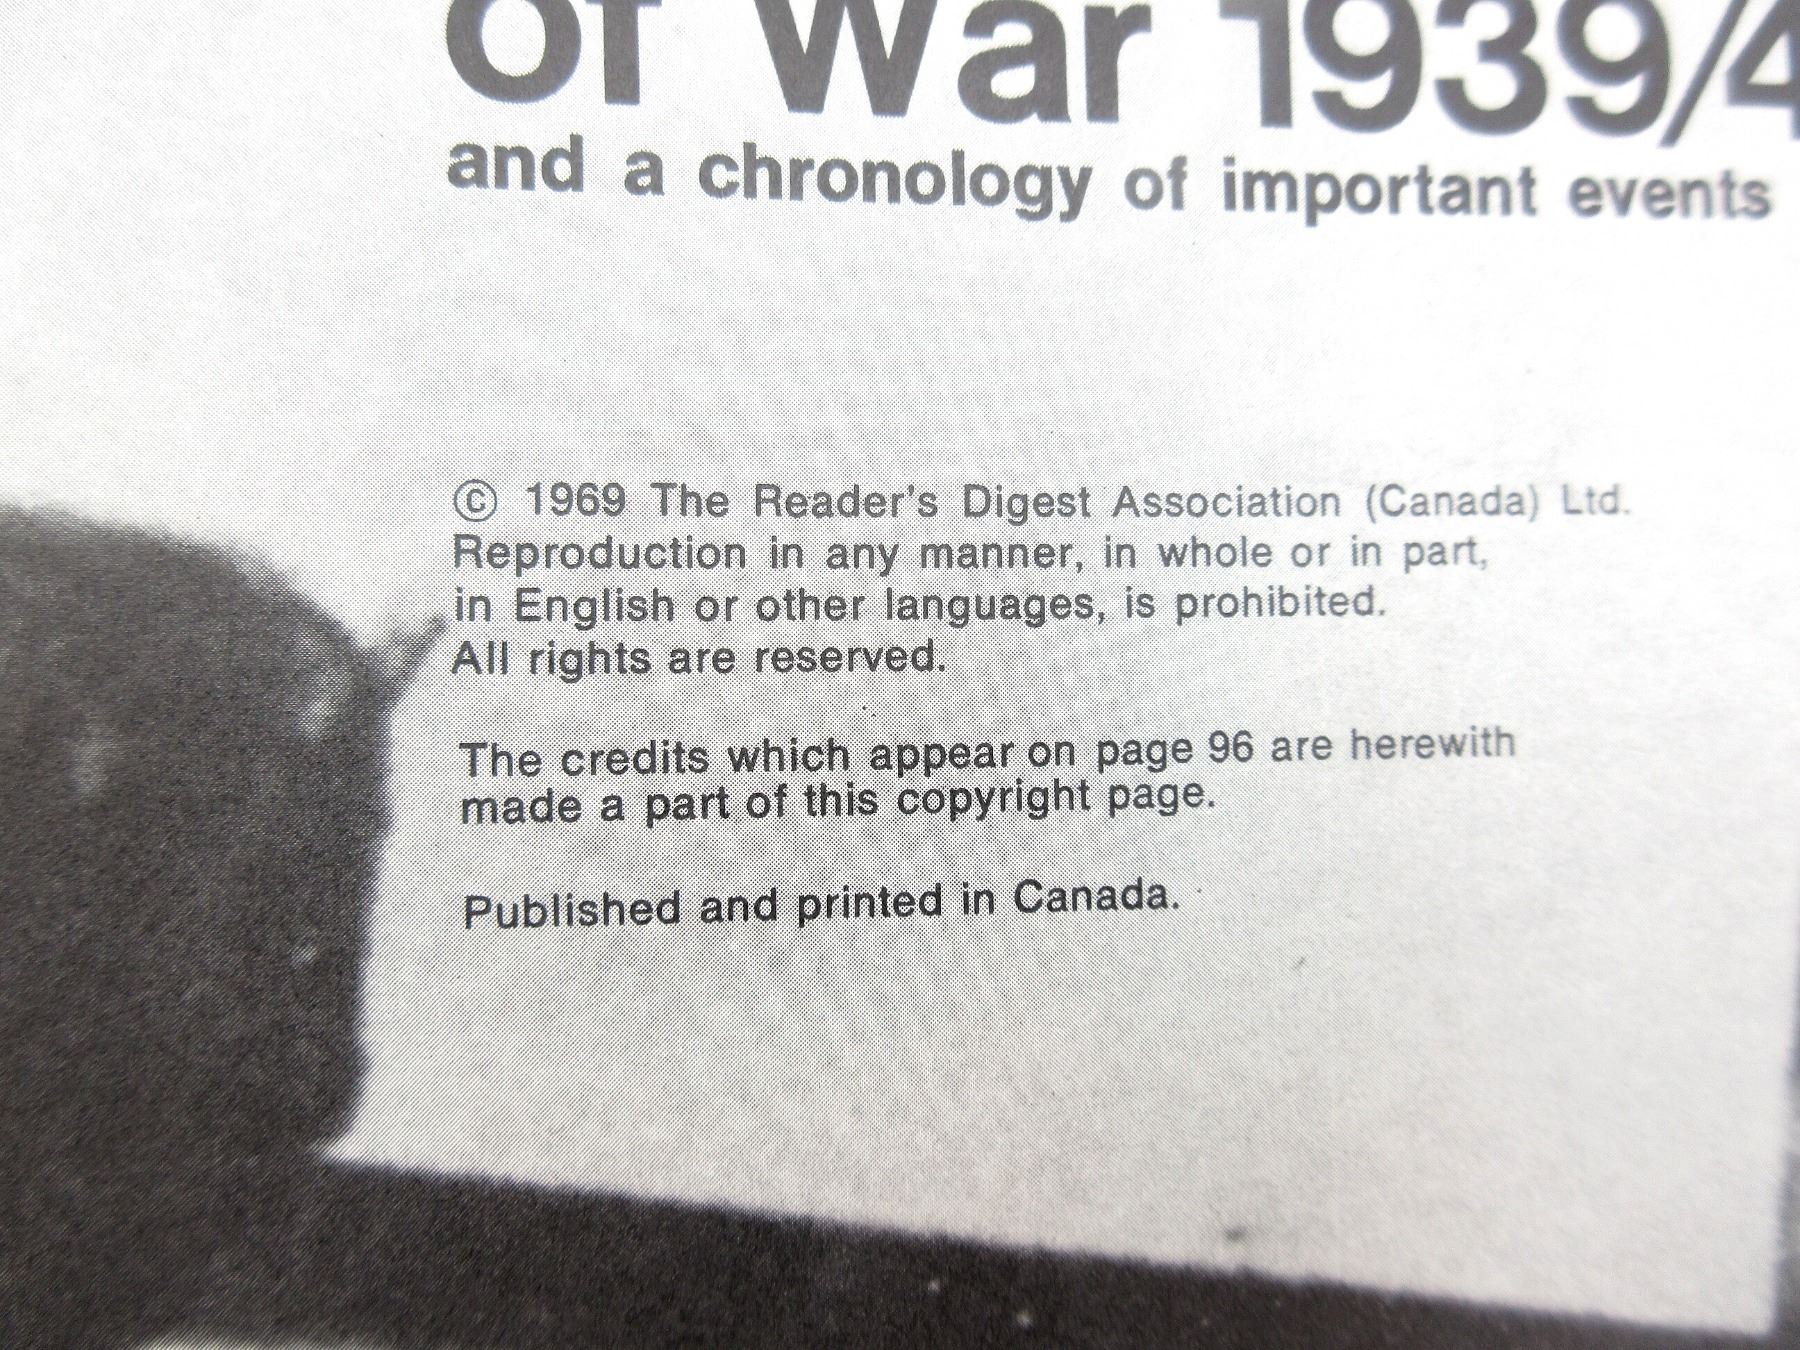 Of War 1939/4
and a chronology of important events
© 1969 The Reader's Digest Association (Canada) Ltd.
Reproduction in any manner, in whole or in part,
in English or other languages, is prohibited.
All rights are reserved.
The credits which appear on page 96 are herewith
made a part of this copyright page.
Published and printed in Canada.